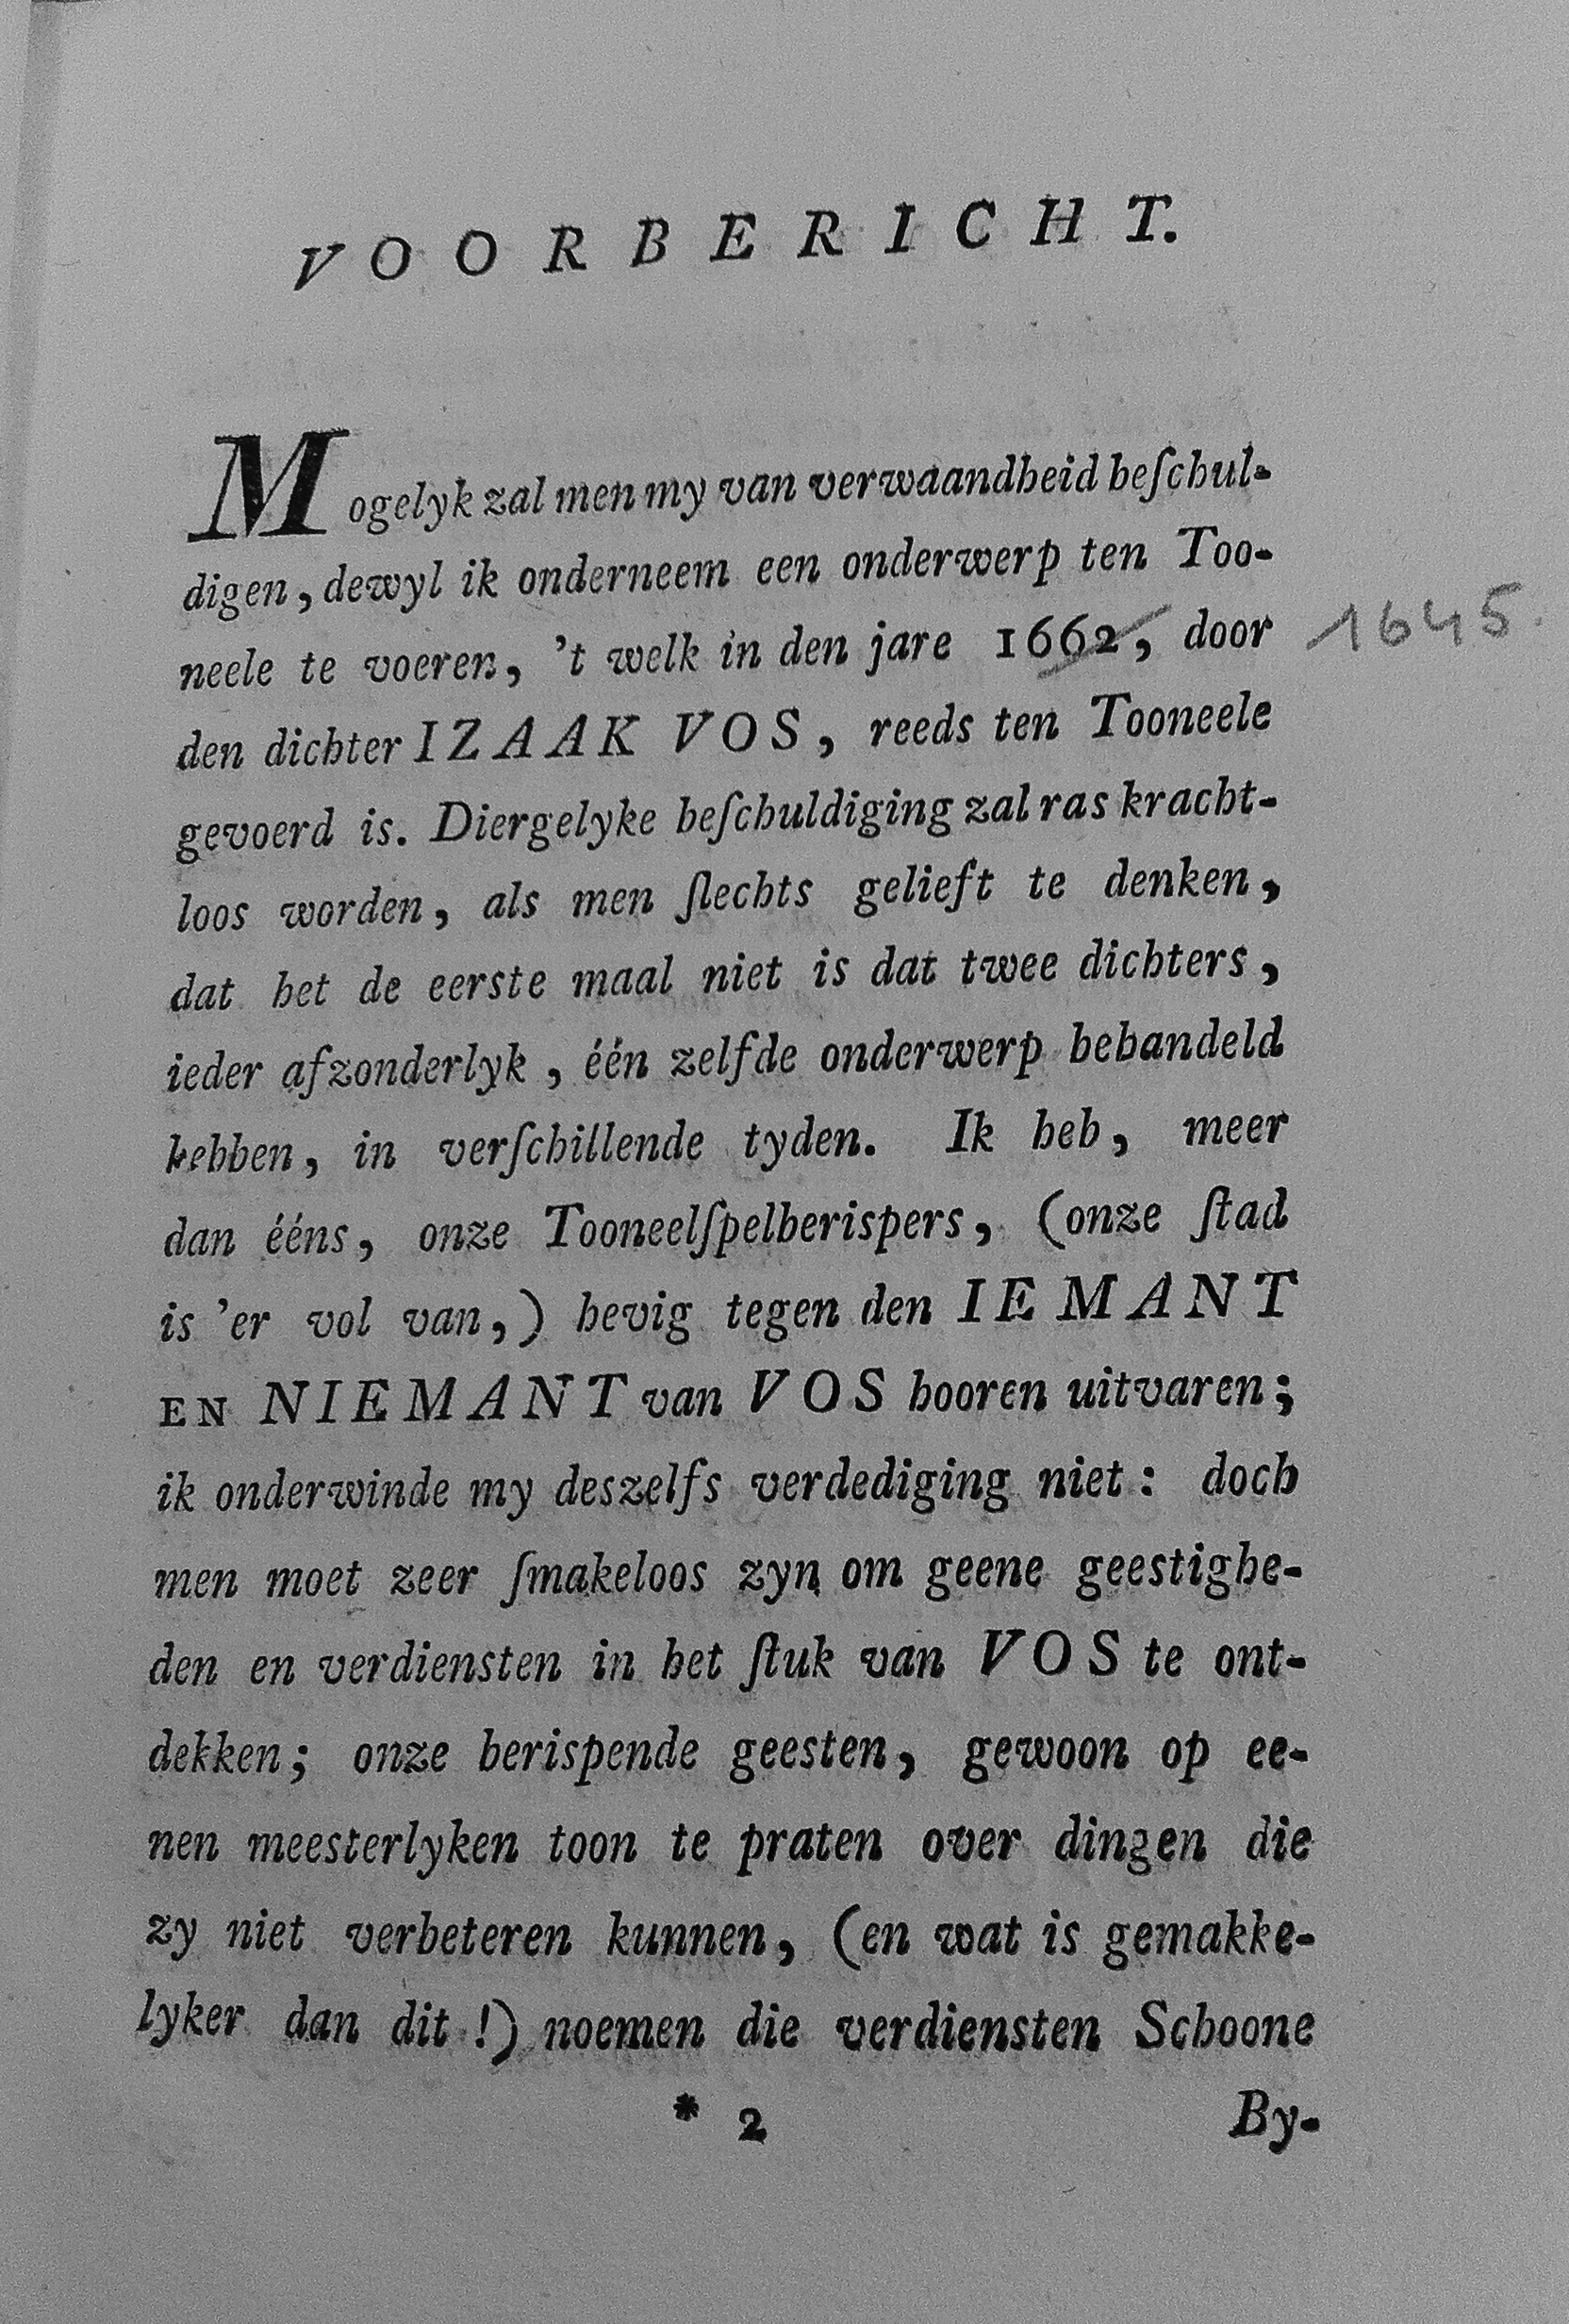 VOORBERICHT.
Mogelyk zal men my van verwaandheid beſchul-
digen, dewyl ik onderneem een onderwerp ten Too-
neele te voeren, 't welk in den jare 1662, door 1645.
den dichter IZAAK VOS, reeds ten Tooneele
gevoerd is. Diergelyke beſchuldiging zal ras kracht-
loos worden, als men ſlechts gelieft te denken,
dat het de eerste maal niet is dat twee dichters,
ieder afzonderlyk, één zelfde onderwerp behandeld
hebben, in verſchillende tyden. Ik heb, meer
dan ééns, onze Tooneelſpelberispers, (onze ſtad
is 'er vol van,) hevig tegen den IEMANT
EN NIEMANT van VOS hooren uitvaren;
ik onderwinde my deszelfs verdediging niet: doch
men moet zeer ſmakeloos zyn om geene geestighe-
den en verdiensten in het ſtuk van VOS te ont-
dekken; onze berispende geesten, gewoon op ee-
nen meesterlyken toon te praten over dingen die
zy niet verbeteren kunnen, (en wat is gemakke-
lyker dan dit!) noemen die verdiensten Schoone
* 2 By-